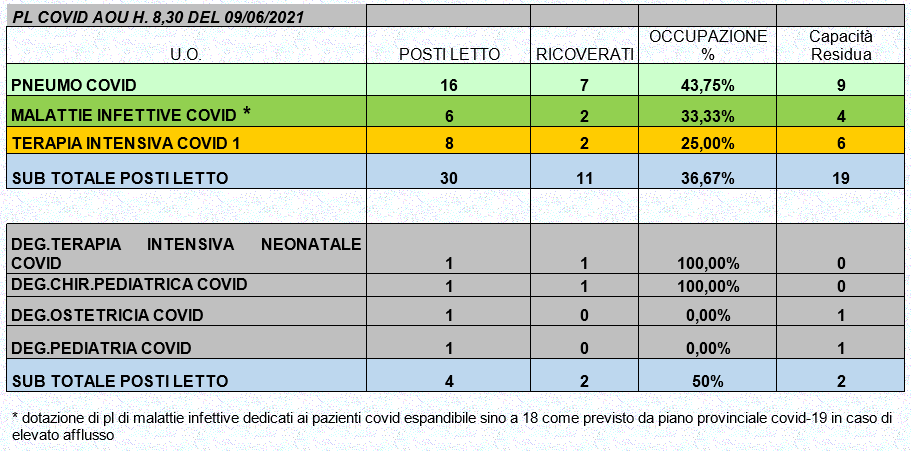 PL COVID AOU H. 8,30 DEL 09/06/2021
U.O. POSTI LETTO RICOVERATI OCCUPAZIONE % Capacità Residua
PNEUMO COVID 16 7 43,75% 9
MALATTIE INFETTIVE COVID * 6 2 33,33% 4
TERAPIA INTENSIVA COVID 1 8 2 25,00% 6
SUB TOTALE POSTI LETTO 30 11 36,67% 19
DEG.TERAPIA INTENSIVA NEONATALE
COVID 1 1 100,00% 0
DEG.CHIR.PEDIATRICA COVID 1 1 100,00% 0
DEG.OSTETRICIA COVID 1 0 0,00% 1
DEG.PEDIATRIA COVID 1 0 0,00% 1
SUB TOTALE POSTI LETTO 4 2 50% 2
* dotazione di pl di malattie infettive dedicati ai pazienti covid espandibile sino a 18 come previsto da piano provinciale covid-19 in caso di
elevato afflusso